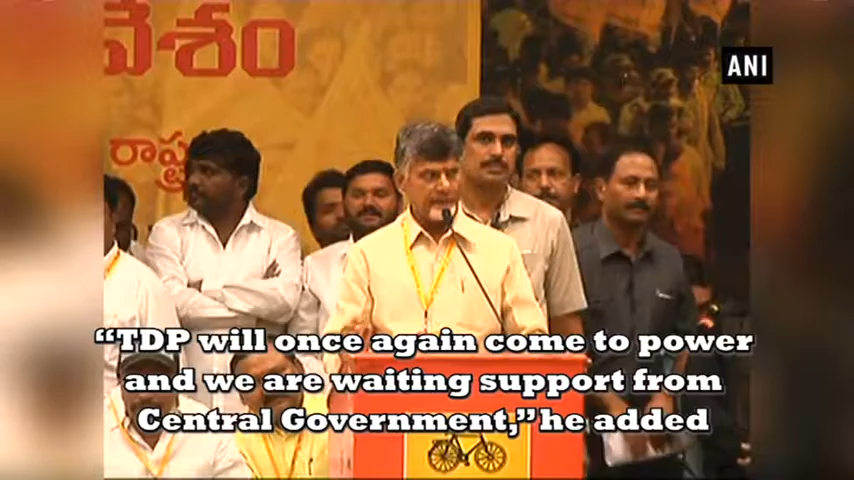 వేశం
రాష్ట్ర
ANI
“TDP will once again come to power
and we are waiting support from
Central Government,” he added